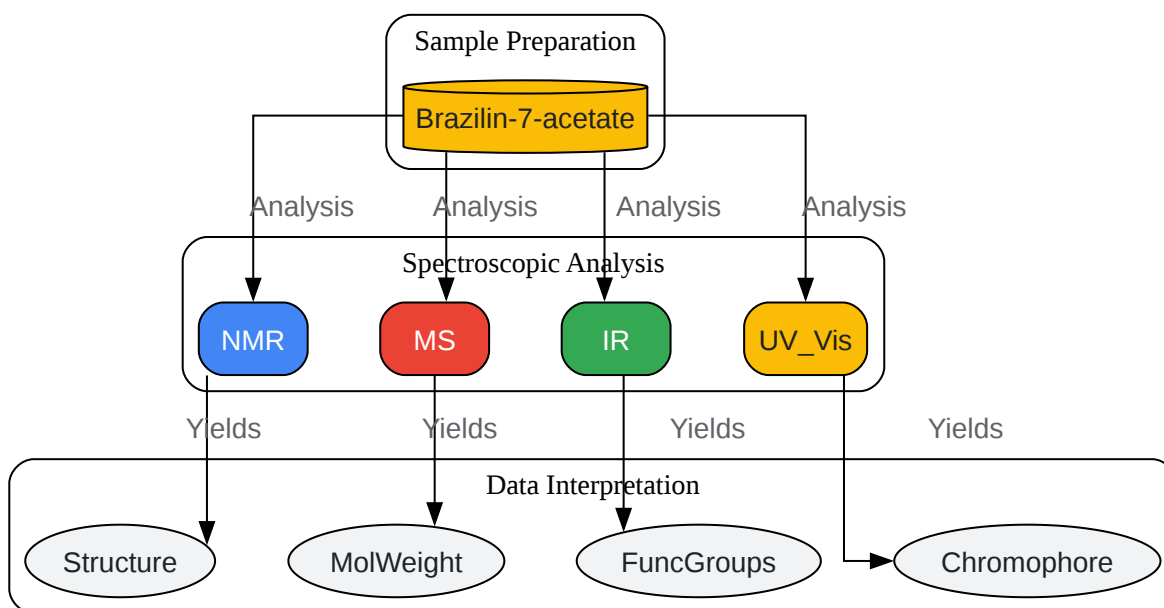 Sample Preparation
Brazilin-7-acetate
Analysis Analysis Analysis Analysis
Spectroscopic Analysis
NMR MS IR UV_Vis
Yields Yields Yields Yields
Data Interpretation
Structure MolWeight FuncGroups Chromophore